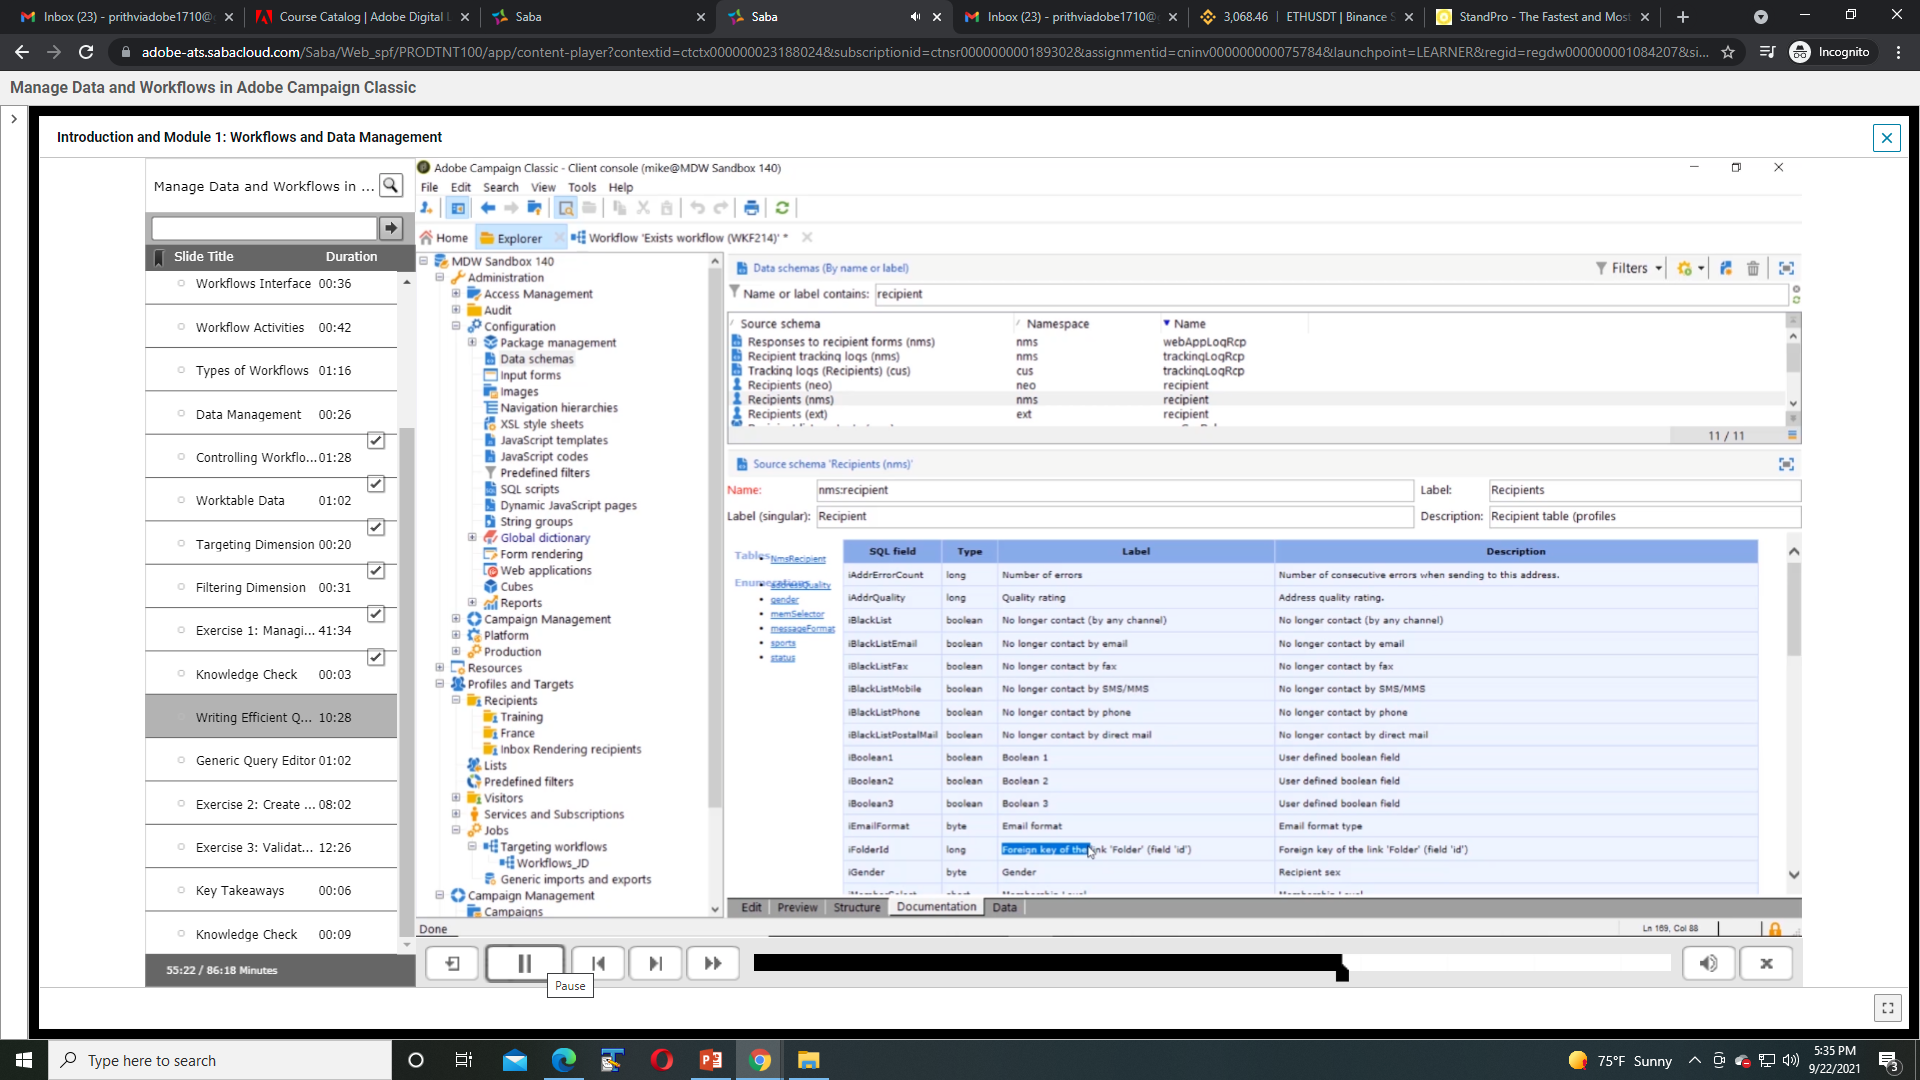 Inbox (23) - prithviadobe1710@
Course Catalog | Adobe Digital L
Saba
Saba
Inbox (23) - prithviadobe1710@
3,068.46 | ETHUSDT | Binance S
StandPro - The Fastest and Most
adobe-ats.sabacloud.com/Saba/Web_spf/PRODTNT100/app/content-player?contextid=ctctx000000023188024&subscriptionid=ctnsr0000000000189302&assignmentid=cninv000000000075784&launchpoint=LEARNER&regid=regdw000000001084207&si...
Incognito
Manage Data and Workflows in Adobe Campaign Classic
Introduction and Module 1: Workflows and Data Management
Manage Data and Workflows in ...
Slide Title Duration
Workflows Interface 00:36
Workflow Activities 00:42
Types of Workflows 01:16
Data Management 00:26
Controlling Workflo... 01:28
Worktable Data 01:02
Targeting Dimension 00:20
Filtering Dimension 00:31
Exercise 1: Managi... 41:34
Knowledge Check 00:03
Writing Efficient Q... 10:28
Generic Query Editor 01:02
Exercise 2: Create ... 08:02
Exercise 3: Validat... 12:26
Key Takeaways 00:06
Knowledge Check 00:09
55:22 / 86:18 Minutes
Adobe Campaign Classic - Client console (mike@MDW Sandbox 140)
File Edit Search View Tools Help
Home Explorer Workflow 'Exists workflow (WKF214)' *
MDW Sandbox 140
Administration
Access Management
Audit
Configuration
Package management
Data schemas
Input forms
Images
Navigation hierarchies
XSL style sheets
JavaScript templates
JavaScript codes
Predefined filters
SQL scripts
Dynamic JavaScript pages
String groups
Global dictionary
Form rendering
Web applications
Cubes
Reports
Campaign Management
Platform
Production
Resources
Profiles and Targets
Recipients
Training
France
Inbox Rendering recipients
Lists
Predefined filters
Visitors
Services and Subscriptions
Jobs
Targeting workflows
Workflows_JD
Generic imports and exports
Campaign Management
Campaigns
Done
Data schemas (By name or label)
Filters
Name or label contains: recipient
Source schema Namespace Name
Responses to recipient forms (nms) nms webAppLogRcp
Recipient tracking logs (nms) nms trackingLogRcp
Tracking logs (Recipients) (cus) cus trackingLogRcp
Recipients (neo) neo recipient
Recipients (nms) nms recipient
Recipients (ext) ext recipient
11 / 11
Source schema 'Recipients (nms)'
Name: nms:recipient Label: Recipients
Label (singular): Recipient Description: Recipient table (profiles
Tables
NmsRecipient
Enumerations
addressQuality
gender
memSelector
messageFormat
sports
status
SQL field Type Label Description
iAddrErrorCount long Number of errors Number of consecutive errors when sending to this address.
iAddrQuality long Quality rating Address quality rating.
iBlackList boolean No longer contact (by any channel) No longer contact (by any channel)
iBlackListEmail boolean No longer contact by email No longer contact by email
iBlackListFax boolean No longer contact by fax No longer contact by fax
iBlackListMobile boolean No longer contact by SMS/MMS No longer contact by SMS/MMS
iBlackListPhone boolean No longer contact by phone No longer contact by phone
iBlackListPostalMail boolean No longer contact by direct mail No longer contact by direct mail
iBoolean1 boolean Boolean 1 User defined boolean field
iBoolean2 boolean Boolean 2 User defined boolean field
iBoolean3 boolean Boolean 3 User defined boolean field
iEmailFormat byte Email format Email format type
iFolderId long Foreign key of the link 'Folder' (field 'id') Foreign key of the link 'Folder' (field 'id')
iGender byte Gender Recipient sex
Edit Preview Structure Documentation Data
Ln 169, Col 88
Pause
Type here to search
75°F Sunny
5:35 PM
9/22/2021
3